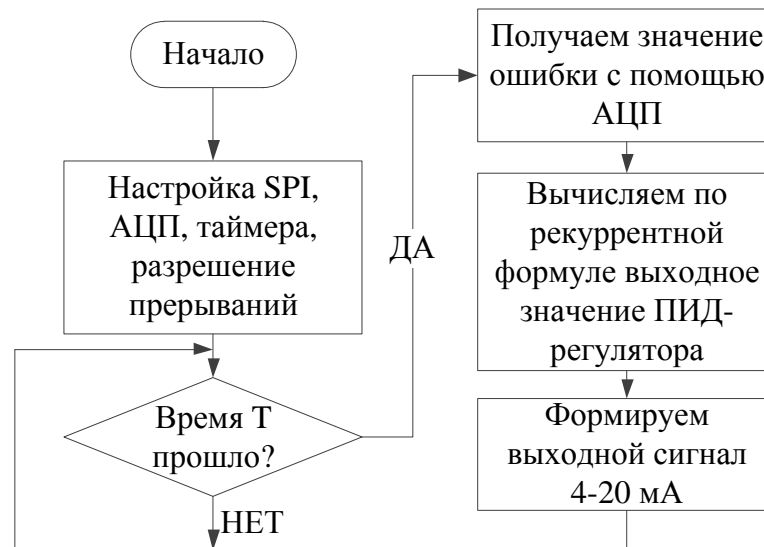 Начало
Настройка SPI,
АЦП, таймера,
разрешение
прерываний
Время T
прошло?
НЕТ
ДА
Получаем значение
ошибки с помощью
АЦП
Вычисляем по
рекуррентной
формуле выходное
значение ПИД-
регулятора
Формируем
выходной сигнал
4-20 мА